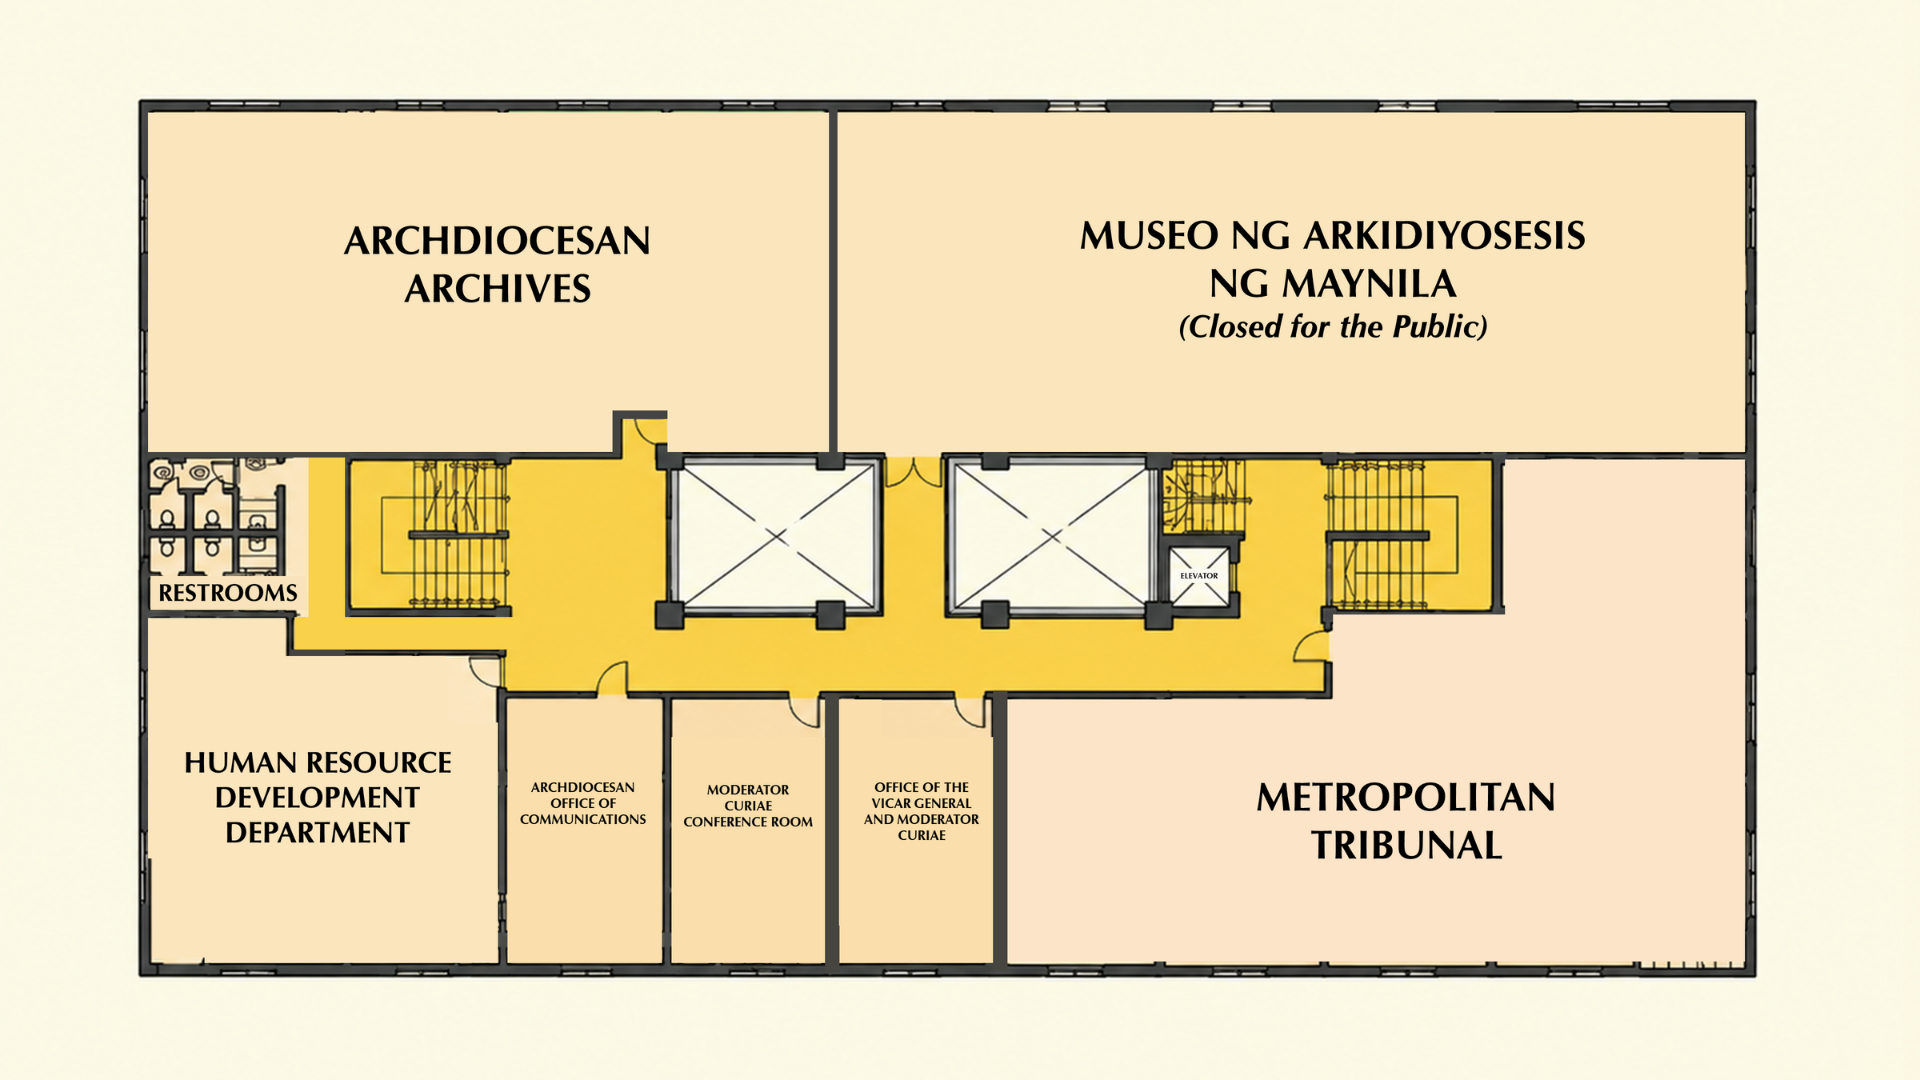 ARCHDIOCESAN
ARCHIVES
MUSEO NG ARKIDIYOSESIS
NG MAYNILA
(Closed for the Public)
RESTROOMS
ELEVATOR
HUMAN RESOURCE
DEVELOPMENT
DEPARTMENT
ARCHDIOCESAN
OFFICE OF
COMMUNICATIONS
MODERATOR
CURIAE
CONFERENCE ROOM
OFFICE OF THE
VICAR GENERAL
AND MODERATOR
CURIAE
METROPOLITAN
TRIBUNAL